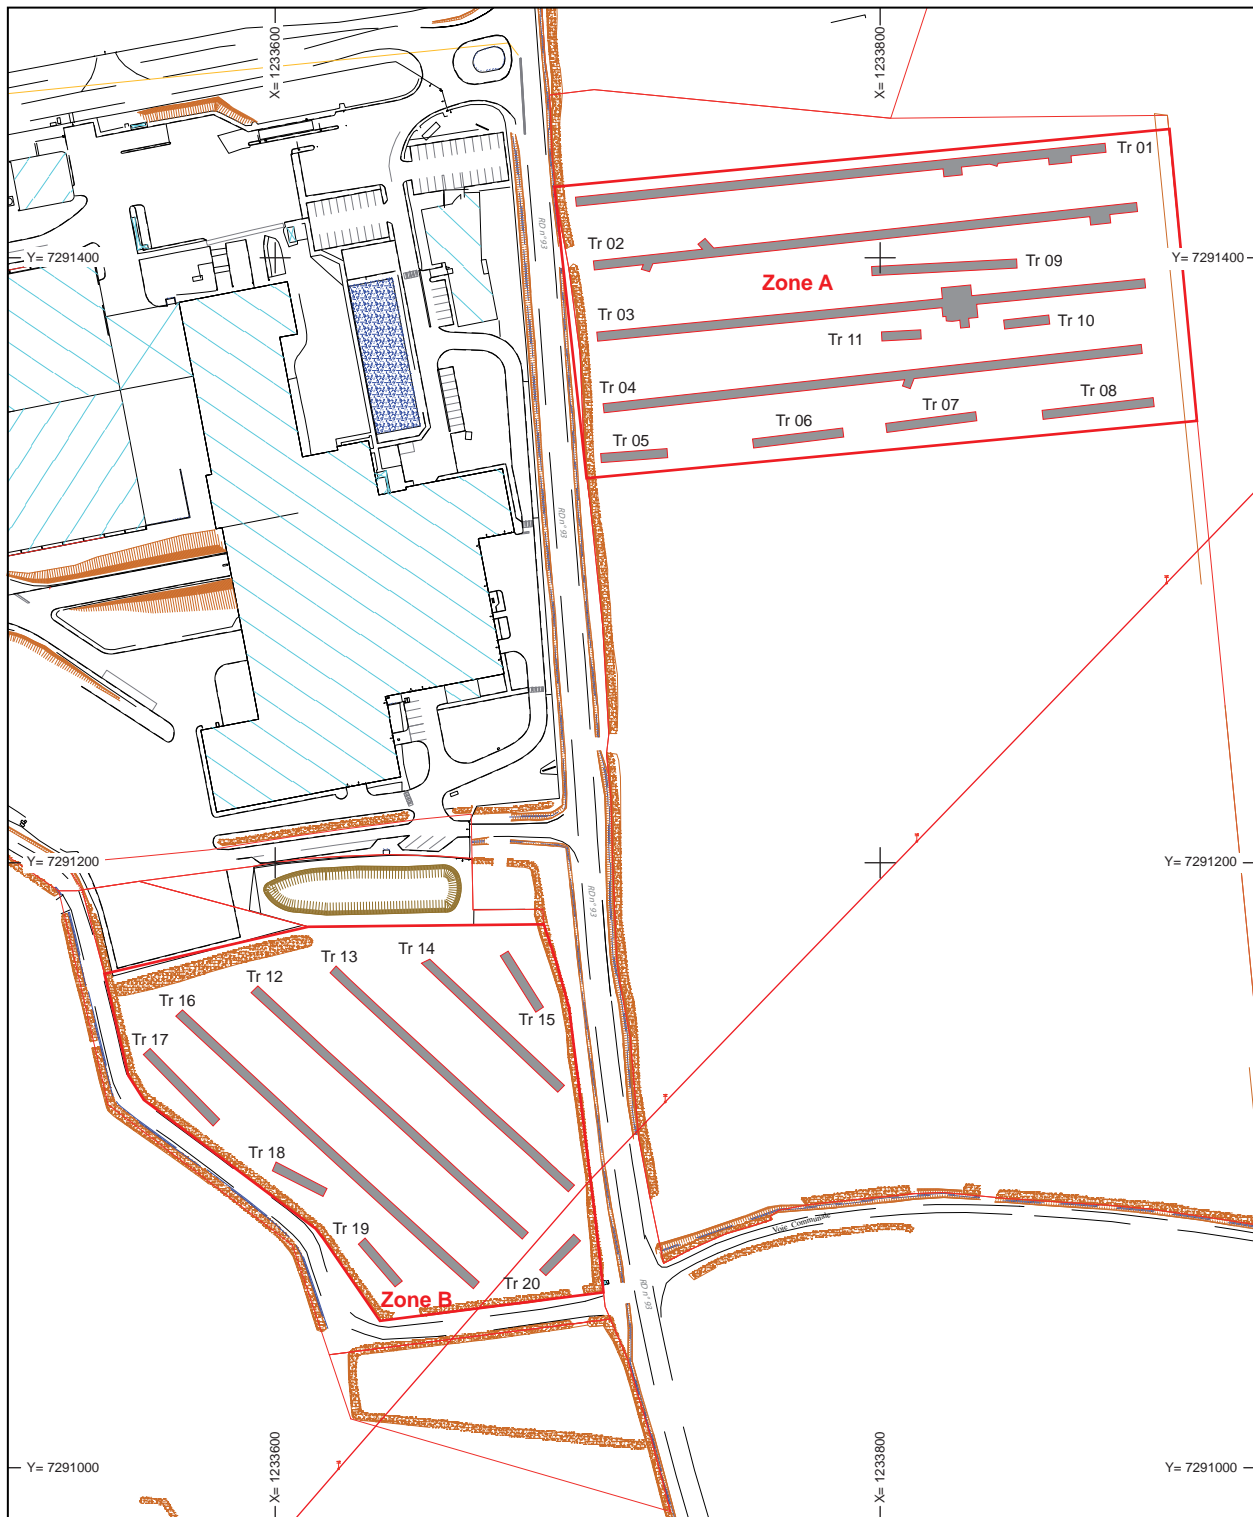 X= 1233600
X= 1233800
Tr 01
RD n° 93
Tr 02
Y= 7291400
Y= 7291400
Tr 09
Zone A
Tr 03
Tr 10
Tr 11
Tr 04
Tr 08
Tr 07
Tr 06
Tr 05
RD n° 93
Y= 7291200
Y= 7291200
RD n° 93
Tr 14
Tr 13
Tr 12
Tr 16
Tr 15
Tr 17
Tr 18
Tr 19
Voie Communale
Tr 20
RD n° 93
Zone B
X= 1233600
X= 1233800
Y= 7291000
Y= 7291000